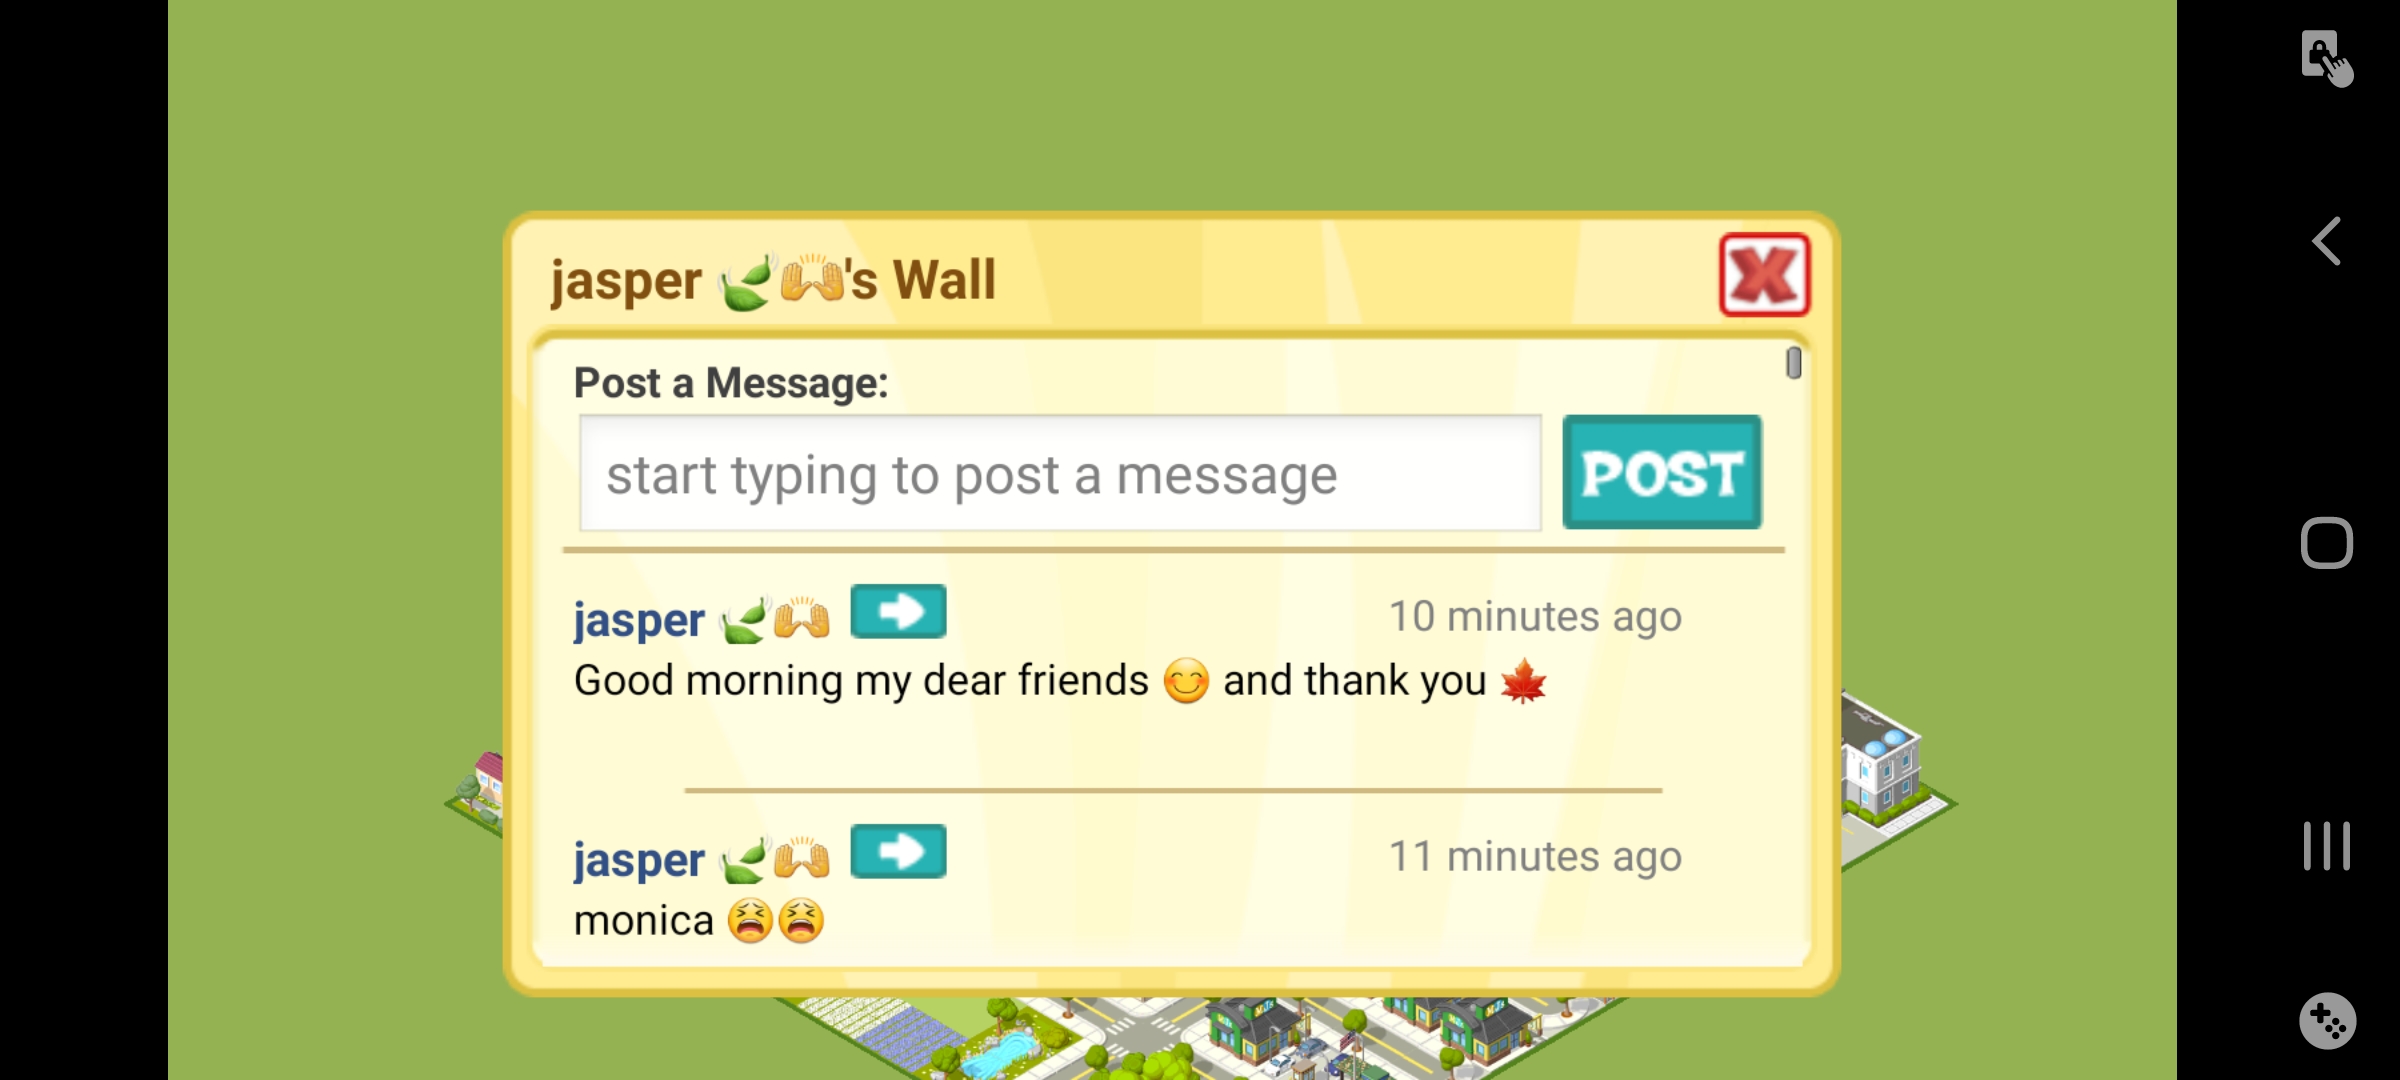 jasper 🍃🙌's Wall
Post a Message:
start typing to post a message
POST
jasper 🍃🙌
10 minutes ago
Good morning my dear friends 😊 and thank you 🍁
jasper 🍃🙌
11 minutes ago
monica 😫😫